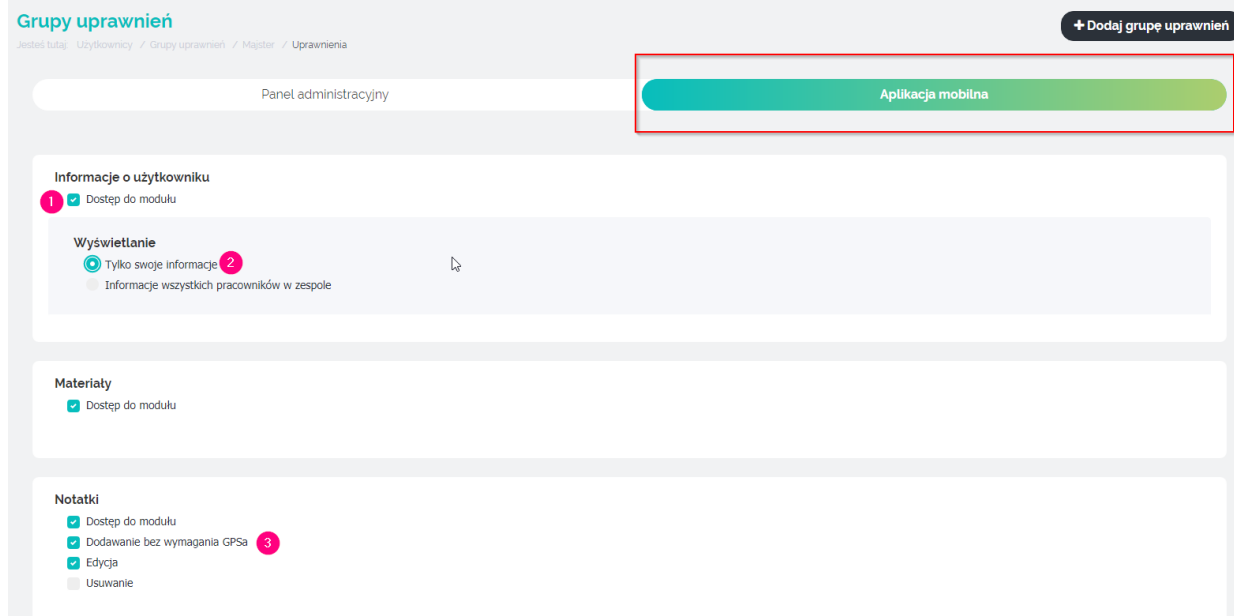 Grupy uprawnień
+ Dodaj grupę uprawnień
Jesteś tutaj: Użytkownicy / Grupy uprawnień / Majster / Uprawnienia
Panel administracyjny
Aplikacja mobilna
Informacje o użytkowniku
1 Dostęp do modułu
Wyświetlanie
Tylko swoje informacje 2
Informacje wszystkich pracowników w zespole
Materiały
Dostęp do modułu
Notatki
Dostęp do modułu
Dodawanie bez wymagania GPSa 3
Edycja
Usuwanie